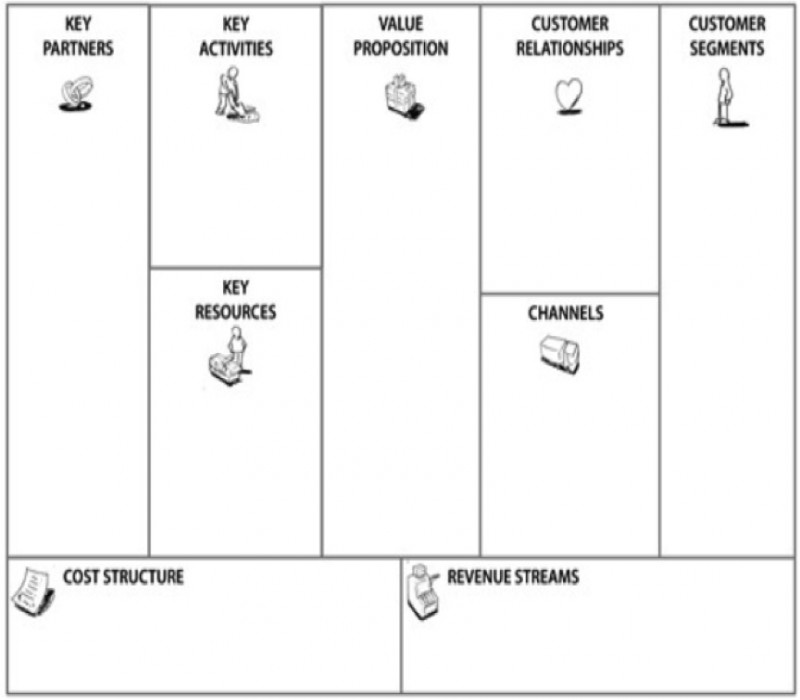 KEY
PARTNERS
KEY
ACTIVITIES
VALUE
PROPOSITION
CUSTOMER
RELATIONSHIPS
CUSTOMER
SEGMENTS
KEY
RESOURCES
CHANNELS
COST STRUCTURE
REVENUE STREAMS